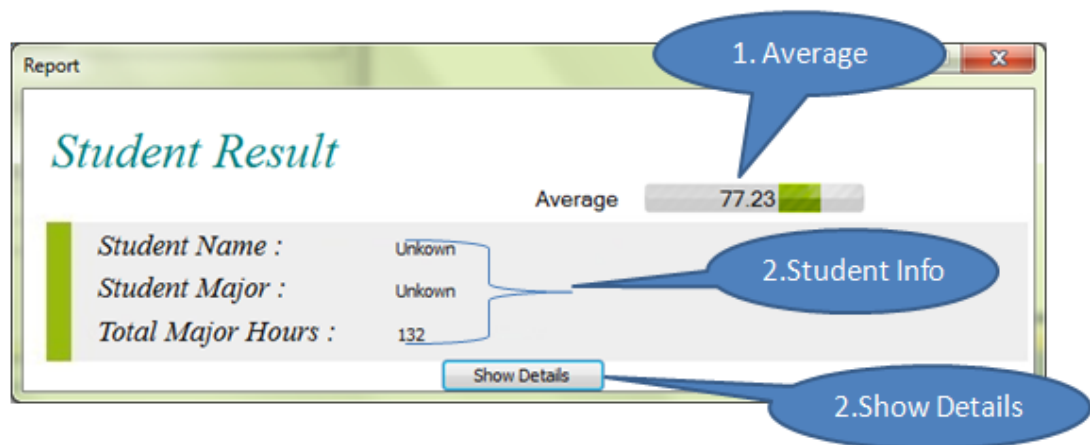 1. Average
Report
Student Result
Average 77.23
Student Name : Unkown
2.Student Info
Student Major : Unkown
Total Major Hours : 132
Show Details
2.Show Details